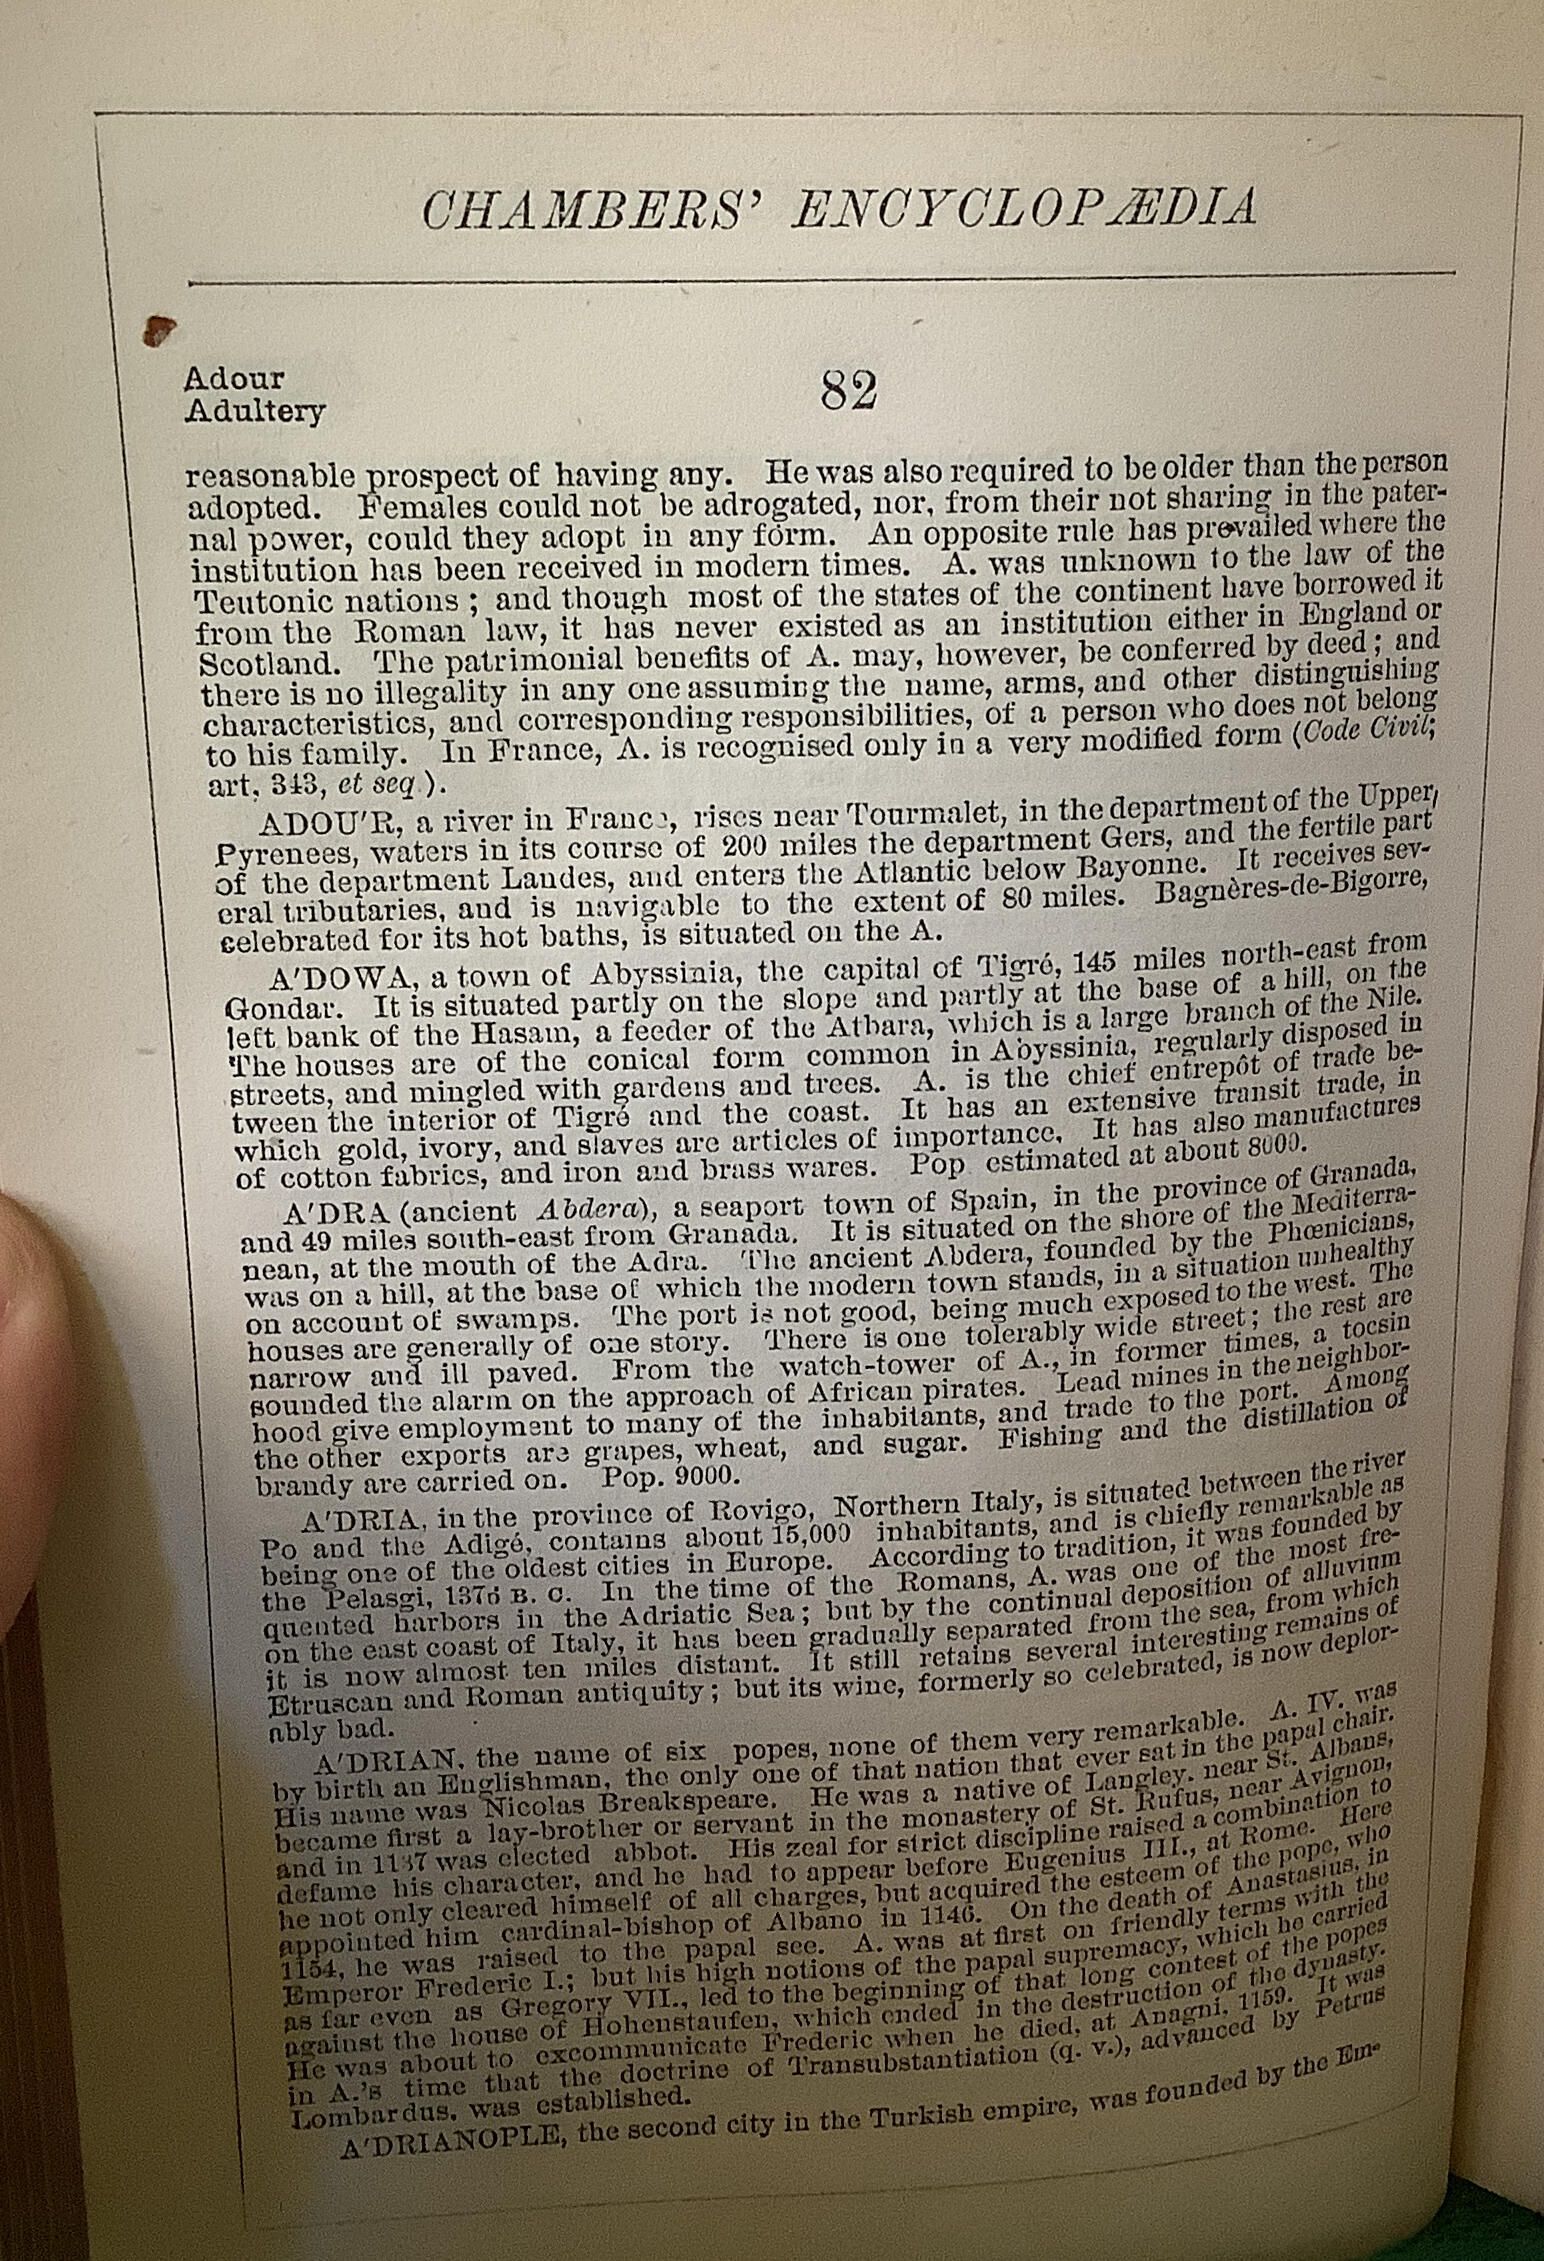 CHAMBERS' ENCYCLOPÆDIA
Adour
Adultery
82
reasonable prospect of having any. He was also required to be older than the person
adopted. Females could not be adrogated, nor, from their not sharing in the pater-
nal power, could they adopt in any form. An opposite rule has prevailed where the
institution has been received in modern times. A. was unknown to the law of the
Teutonic nations; and though most of the states of the continent have borrowed it
from the Roman law, it has never existed as an institution either in England or
Scotland. The patrimonial benefits of A. may, however, be conferred by deed; and
there is no illegality in any one assuming the name, arms, and other distinguishing
characteristics, and corresponding responsibilities, of a person who does not belong
to his family. In France, A. is recognised only in a very modified form (Code Civil,
art. 343, et seq.).
ADOU'R, a river in France, rises near Tourmalet, in the department of the Upper
Pyrenees, waters in its course of 200 miles the department Gers, and the fertile part
of the department Landes, and enters the Atlantic below Bayonne. It receives sev-
eral tributaries, and is navigable to the extent of 80 miles. Bagnères-de-Bigorre,
celebrated for its hot baths, is situated on the A.
A'DOWA, a town of Abyssinia, the capital of Tigré, 145 miles north-east from
Gondar. It is situated partly on the slope and partly at the base of a hill, on the
left bank of the Hasam, a feeder of the Atbara, which is a large branch of the Nile.
The houses are of the conical form common in Abyssinia, regularly disposed in
streets, and mingled with gardens and trees. A. is the chief entrepôt of trade be-
tween the interior of Tigré and the coast. It has an extensive transit trade, in
which gold, ivory, and slaves are articles of importance. It has also manufactures
of cotton fabrics, and iron and brass wares. Pop. estimated at about 8000.
A'DRA (ancient Abdera), a seaport town of Spain, in the province of Granada,
and 49 miles south-east from Granada. It is situated on the shore of the Mediterra-
nean, at the mouth of the Adra. The ancient Abdera, founded by the Phœnicians,
was on a hill, at the base of which the modern town stands, in a situation unhealthy
on account of swamps. The port is not good, being much exposed to the west. The
houses are generally of one story. There is one tolerably wide street; the rest are
narrow and ill paved. From the watch-tower of A., in former times, a tocsin
sounded the alarm on the approach of African pirates. Lead mines in the neighbor-
hood give employment to many of the inhabitants, and trade to the port. Among
the other exports are grapes, wheat, and sugar. Fishing and the distillation of
brandy are carried on. Pop. 9000.
A'DRIA, in the province of Rovigo, Northern Italy, is situated between the river
Po and the Adigé, contains about 15,000 inhabitants, and is chiefly remarkable as
being one of the oldest cities in Europe. According to tradition, it was founded by
the Pelasgi, 1376 B. C. In the time of the Romans, A. was one of the most fre-
quented harbors in the Adriatic Sea; but by the continual deposition of alluvium
on the east coast of Italy, it has been gradually separated from the sea, from which
it is now almost ten miles distant. It still retains several interesting remains of
Etruscan and Roman antiquity; but its wine, formerly so celebrated, is now deplor-
ably bad.
A'DRIAN, the name of six popes, none of them very remarkable. A. IV. was
by birth an Englishman, the only one of that nation that ever sat in the papal chair.
His name was Nicolas Breakspeare. He was a native of Langley, near St. Albans,
became first a lay-brother or servant in the monastery of St. Rufus, near Avignon,
and in 1137 was elected abbot. His zeal for strict discipline raised a combination to
defame his character, and he had to appear before Eugenius III., at Rome. Here
he not only cleared himself of all charges, but acquired the esteem of the pope, who
appointed him cardinal-bishop of Albano in 1146. On the death of Anastasius, in
1154, he was raised to the papal see. A. was at first on friendly terms with the
Emperor Frederic I.; but his high notions of the papal supremacy, which he carried
as far even as Gregory VII., led to the beginning of that long contest of the popes
against the house of Hohenstaufen, which ended in the destruction of the dynasty.
He was about to excommunicate Frederic when he died, at Anagni, 1159. It was
in A.'s time that the doctrine of Transubstantiation (q. v.), advanced by Petrus
Lombardus, was established.
A'DRIANOPLE, the second city in the Turkish empire, was founded by the Em-